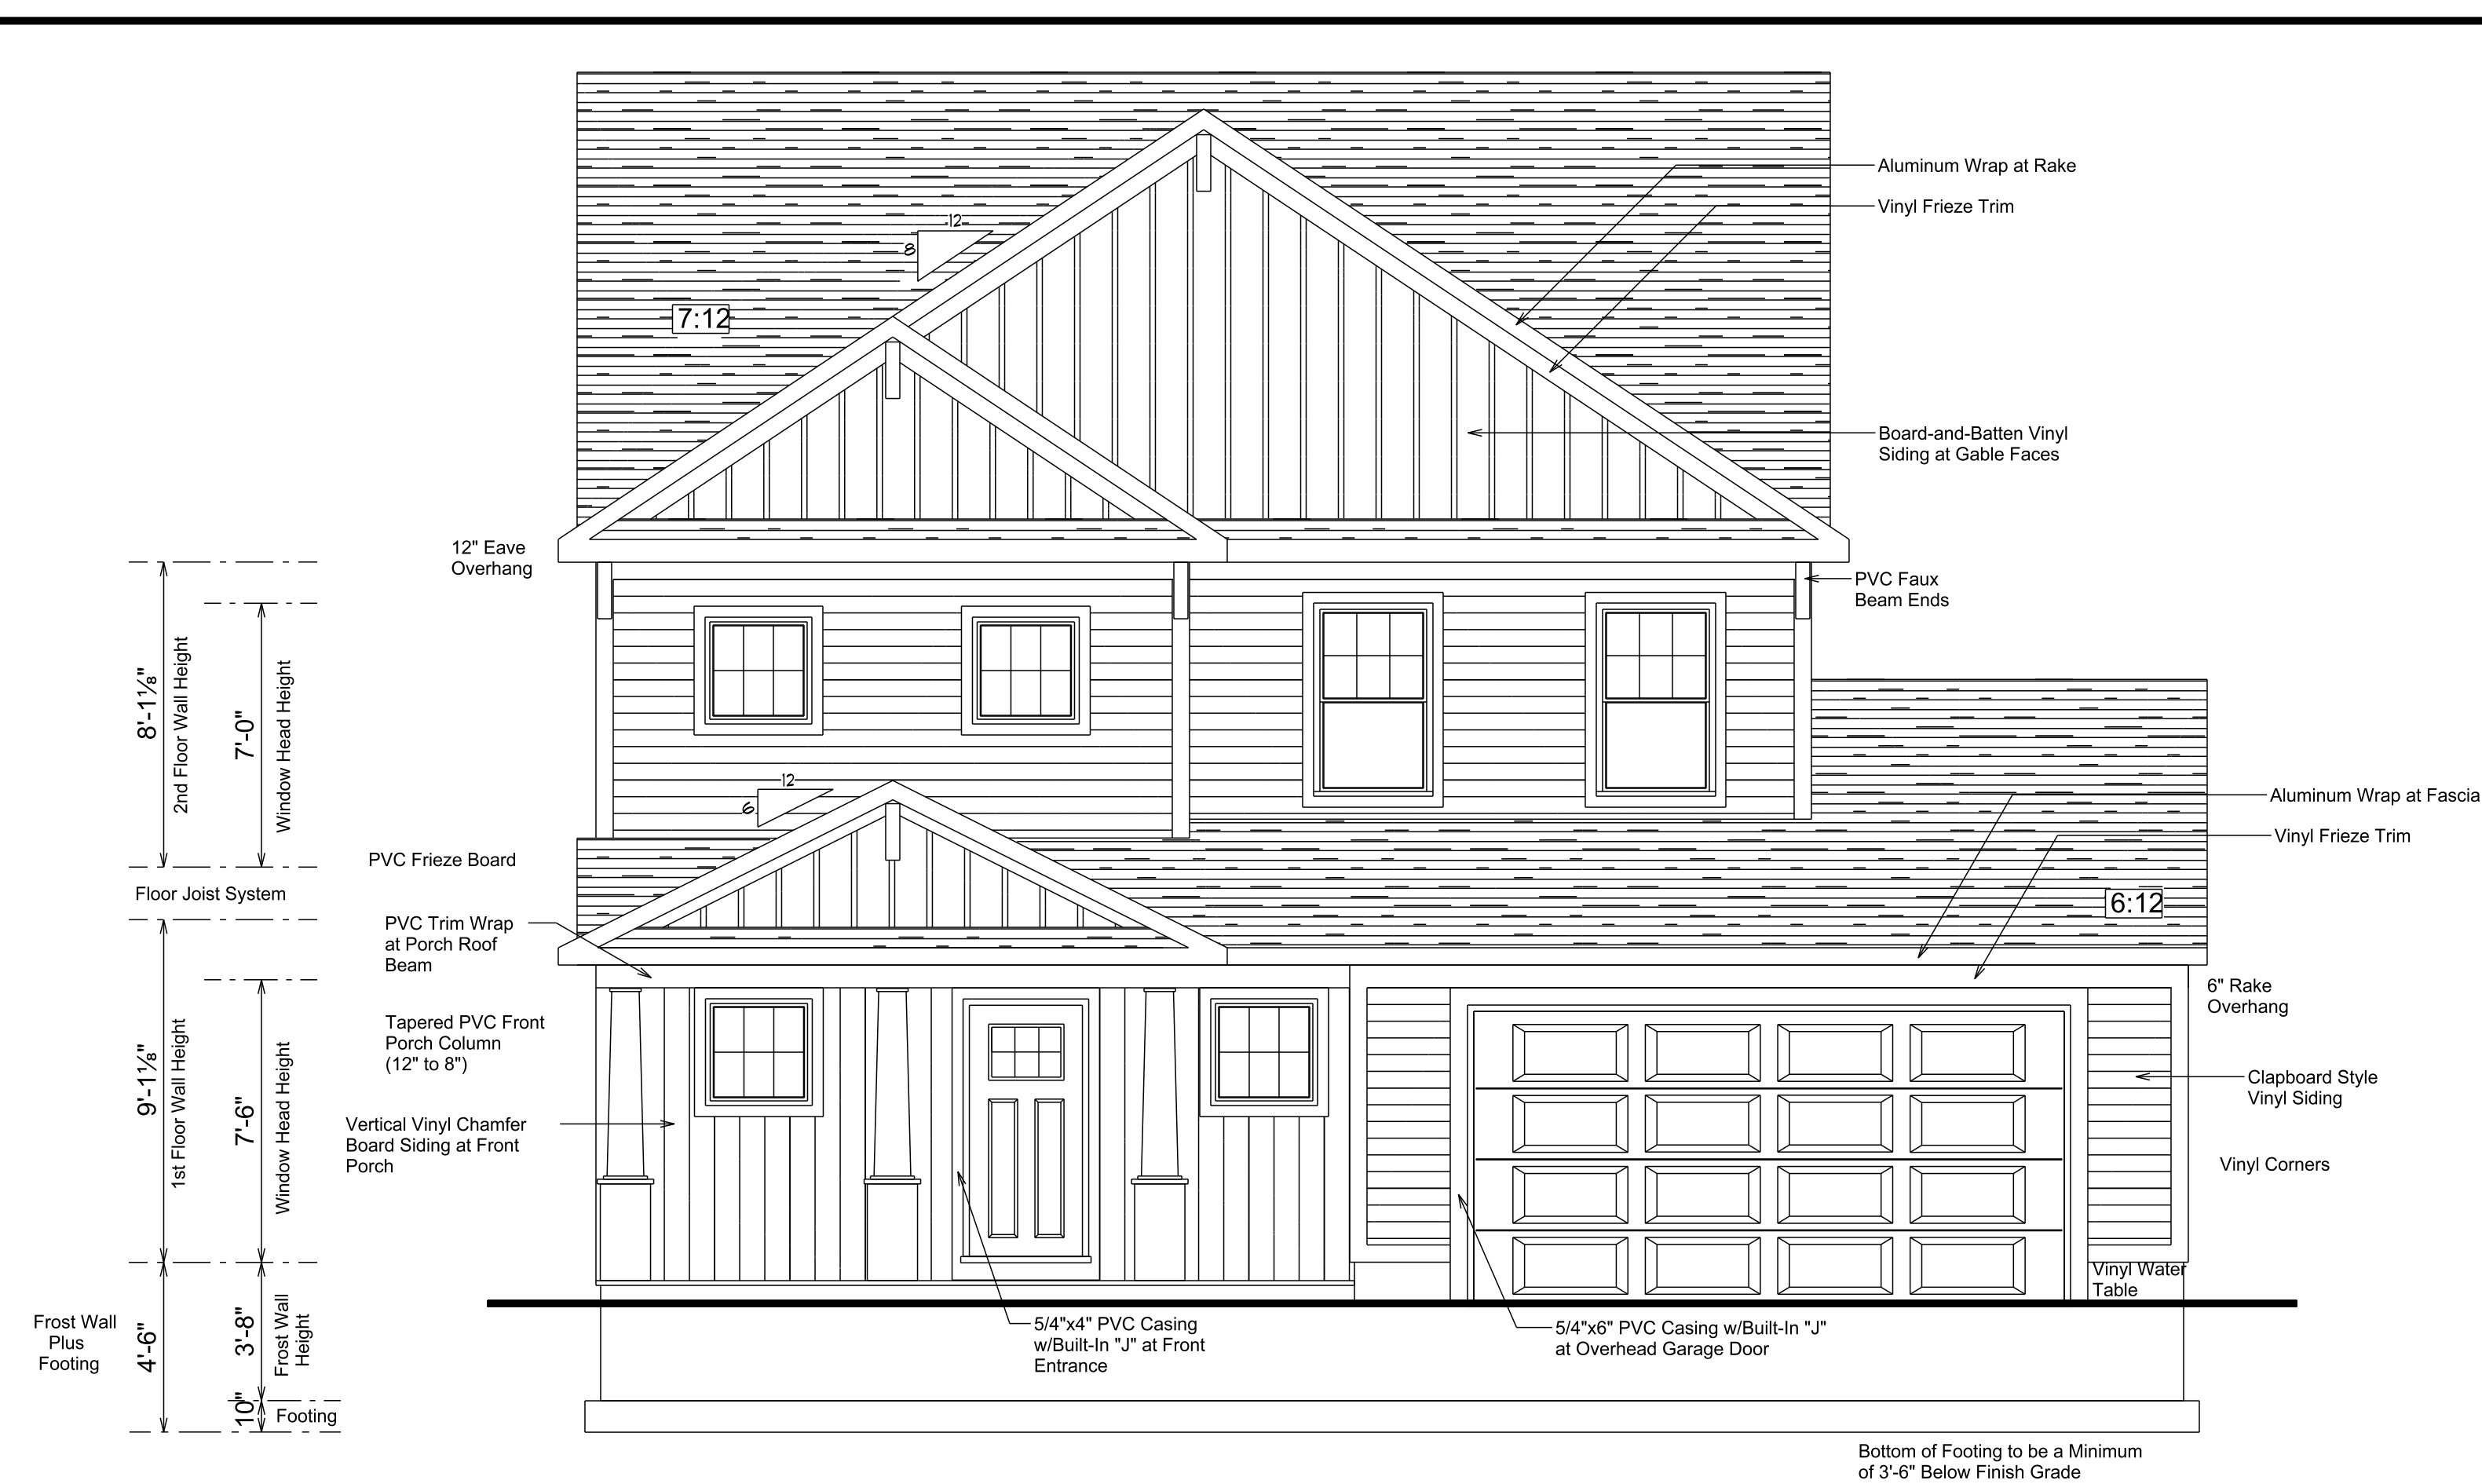 Aluminum Wrap at Rake
Vinyl Frieze Trim
12
8
7:12
Board-and-Batten Vinyl
Siding at Gable Faces
12" Eave
Overhang
PVC Faux
Beam Ends
8'-1⅛"
2nd Floor Wall Height
7'-0"
Window Head Height
12
6
Aluminum Wrap at Fascia
Vinyl Frieze Trim
PVC Frieze Board
Floor Joist System
6:12
PVC Trim Wrap
at Porch Roof
Beam
6" Rake
Overhang
Tapered PVC Front
Porch Column
(12" to 8")
9'-1⅛"
1st Floor Wall Height
7'-6"
Window Head Height
Clapboard Style
Vinyl Siding
Vertical Vinyl Chamfer
Board Siding at Front
Porch
Vinyl Corners
Vinyl Water
Table
Frost Wall
Plus
Footing
4'-6"
3'-8"
Frost Wall
Height
5/4"x4" PVC Casing
w/Built-In "J" at Front
Entrance
5/4"x6" PVC Casing w/Built-In "J"
at Overhead Garage Door
10"
Footing
Bottom of Footing to be a Minimum
of 3'-6" Below Finish Grade